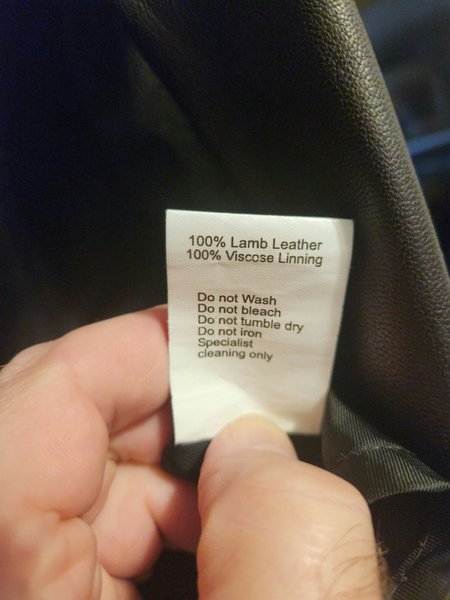 100% Lamb Leather
100% Viscose Linning
Do not Wash
Do not bleach
Do not tumble dry
Do not iron
Specialist
cleaning only